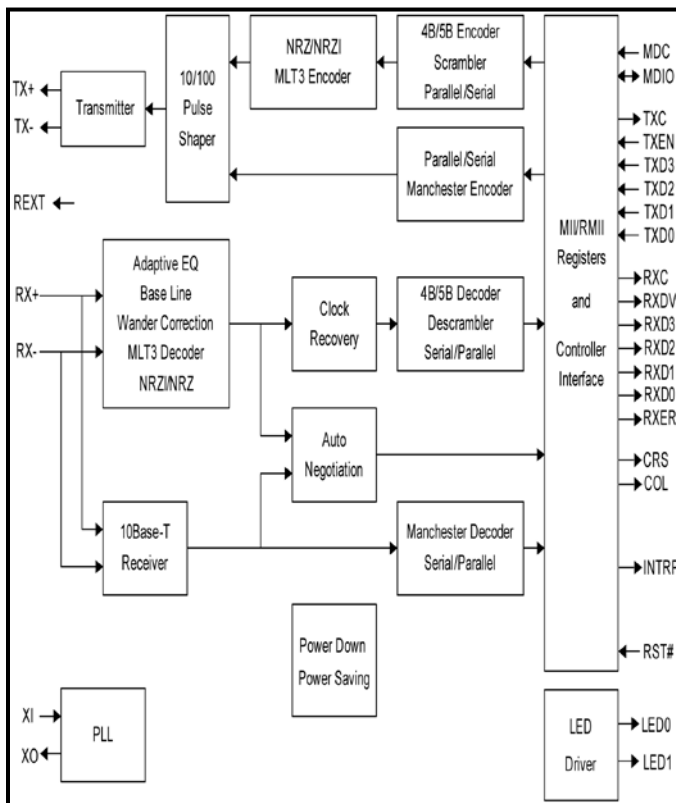 TX+
TX-
REXT
RX+
RX-
XI
XO
Transmitter
10/100
Pulse
Shaper
NRZ/NRZI
MLT3 Encoder
4B/5B Encoder
Scrambler
Parallel/Serial
Parallel/Serial
Manchester Encoder
Adaptive EQ
Base Line
Wander Correction
MLT3 Decoder
NRZI/NRZ
Clock
Recovery
4B/5B Decoder
Descrambler
Serial/Parallel
Auto
Negotiation
10Base-T
Receiver
Manchester Decoder
Serial/Parallel
Power Down
Power Saving
PLL
MII/RMII
Registers
and
Controller
Interface
LED
Driver
MDC
MDIO
TXC
TXEN
TXD3
TXD2
TXD1
TXD0
RXC
RXDV
RXD3
RXD2
RXD1
RXD0
RXER
CRS
COL
INTRP
RST#
LED0
LED1